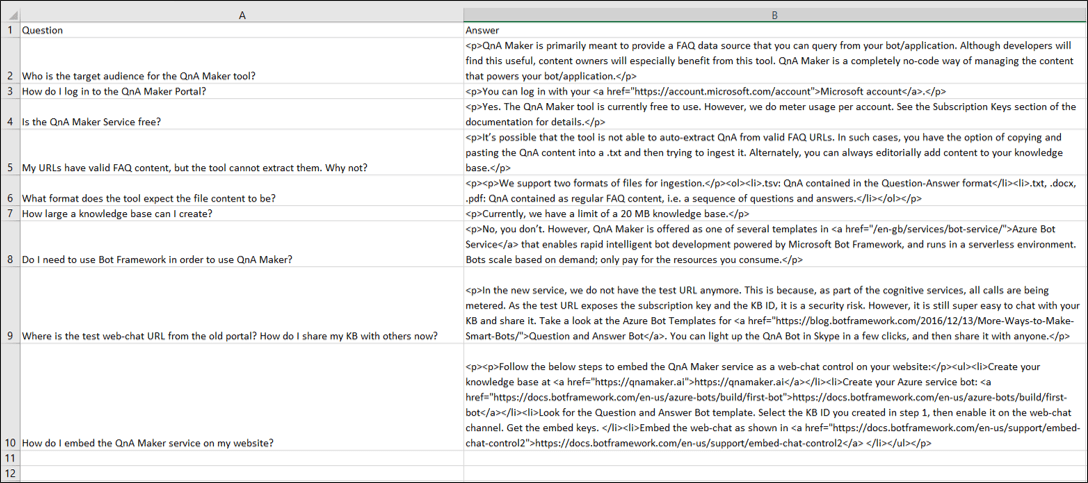 A B
1 Question Answer
<p>QnA Maker is primarily meant to provide a FAQ data source that you can query from your bot/application. Although developers will
find this useful, content owners will especially benefit from this tool. QnA Maker is a completely no-code way of managing the content
2 Who is the target audience for the QnA Maker tool? that powers your bot/application.</p>
3 How do I log in to the QnA Maker Portal? <p>You can log in with your <a href="https://account.microsoft.com/account">Microsoft account</a>.</p>
<p>Yes. The QnA Maker tool is currently free to use. However, we do meter usage per account. See the Subscription Keys section of the
4 Is the QnA Maker Service free? documentation for details.</p>
<p>It’s possible that the tool is not able to auto-extract QnA from valid FAQ URLs. In such cases, you have the option of copying and
pasting the QnA content into a .txt and then trying to ingest it. Alternately, you can always editorially add content to your knowledge
5 My URLs have valid FAQ content, but the tool cannot extract them. Why not? base.</p>
<p><p>We support two formats of files for ingestion.</p><ol><li>.tsv: QnA contained in the Question-Answer format</li><li>.txt, .docx,
6 What format does the tool expect the file content to be? .pdf: QnA contained as regular FAQ content, i.e. a sequence of questions and answers.</li></ol></p>
7 How large a knowledge base can I create? <p>Currently, we have a limit of a 20 MB knowledge base.</p>
<p>No, you don’t. However, QnA Maker is offered as one of several templates in <a href="/en-gb/services/bot-service/">Azure Bot
Service</a> that enables rapid intelligent bot development powered by Microsoft Bot Framework, and runs in a serverless environment.
8 Do I need to use Bot Framework in order to use QnA Maker? Bots scale based on demand; only pay for the resources you consume.</p>
<p>In the new service, we do not have the test URL anymore. This is because, as part of the cognitive services, all calls are being
metered. As the test URL exposes the subscription key and the KB ID, it is a security risk. However, it is still super easy to chat with your
KB and share it. Take a look at the Azure Bot Templates for <a href="https://blog.botframework.com/2016/12/13/More-Ways-to-Make-
9 Where is the test web-chat URL from the old portal? How do I share my KB with others now? Smart-Bots/">Question and Answer Bot</a>. You can light up the QnA Bot in Skype in a few clicks, and then share it with anyone.</p>
<p><p>Follow the below steps to embed the QnA Maker service as a web-chat control on your website:</p><ul><li>Create your
knowledge base at <a href="https://qnamaker.ai">https://qnamaker.ai</a></li><li>Create your Azure service bot: <a
href="https://docs.botframework.com/en-us/azure-bots/build/first-bot">https://docs.botframework.com/en-us/azure-bots/build/first-
bot</a></li><li>Look for the Question and Answer Bot template. Select the KB ID you created in step 1, then enable it on the web-chat
channel. Get the embed keys. </li><li>Embed the web-chat as shown in <a href="https://docs.botframework.com/en-us/support/embed-
10 How do I embed the QnA Maker service on my website? chat-control2">https://docs.botframework.com/en-us/support/embed-chat-control2</a> </li></ul></p>
11
12